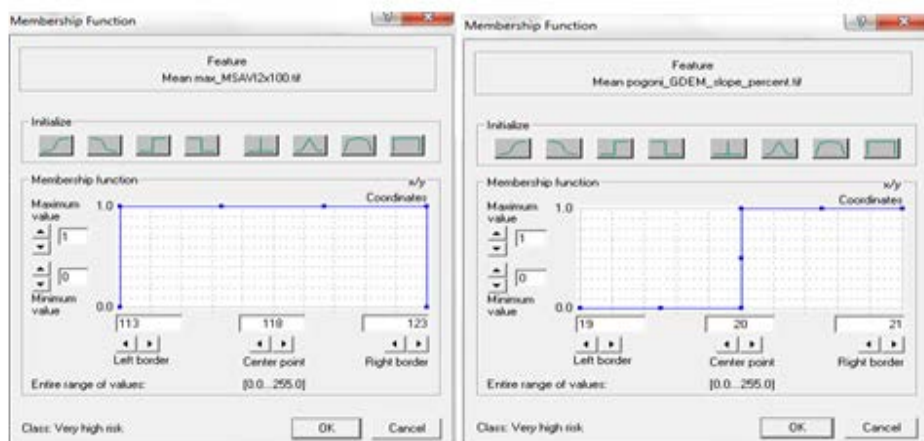 Membership Function
Feature
Mean max_MSAVI2x100.tif
Initialize
Membership function
x/y
Coordinates
Maximum
value
1.0
1
0
Minimum
value
0.0
113
118
123
Left border
Center point
Right border
Entire range of values:
[0.0...255.0]
Class: Very high risk
OK
Cancel
Membership Function
Feature
Mean pogoni_GDEM_slope_percent.tif
Initialize
Membership function
x/y
Coordinates
Maximum
value
1.0
1
0
Minimum
value
0.0
19
20
21
Left border
Center point
Right border
Entire range of values:
[0.0...255.0]
Class: Very high risk
OK
Cancel